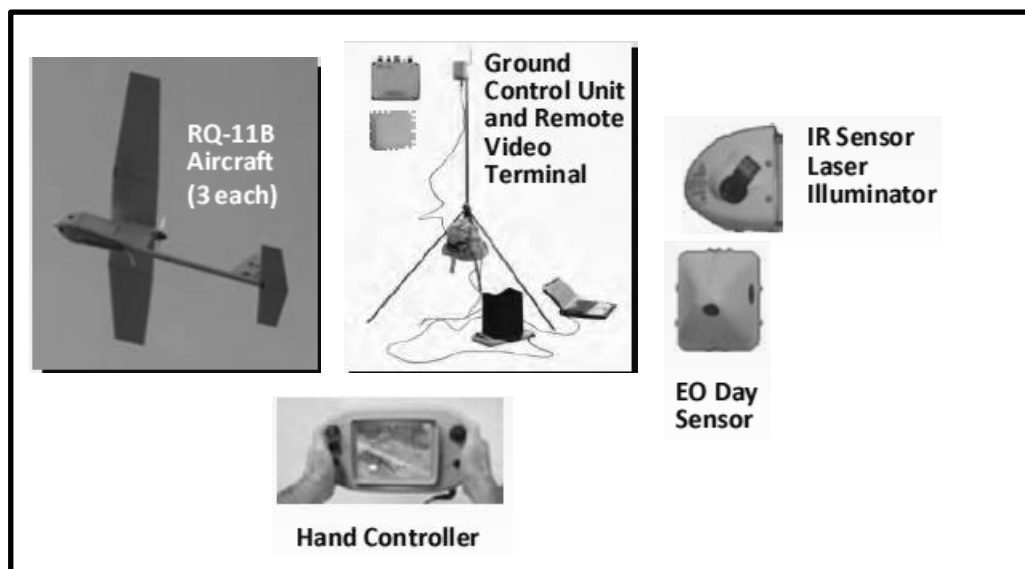 RQ-11B
Aircraft
(3 each)
Ground
Control Unit
and Remote
Video
Terminal
IR Sensor
Laser
Illuminator
EO Day
Sensor
Hand Controller